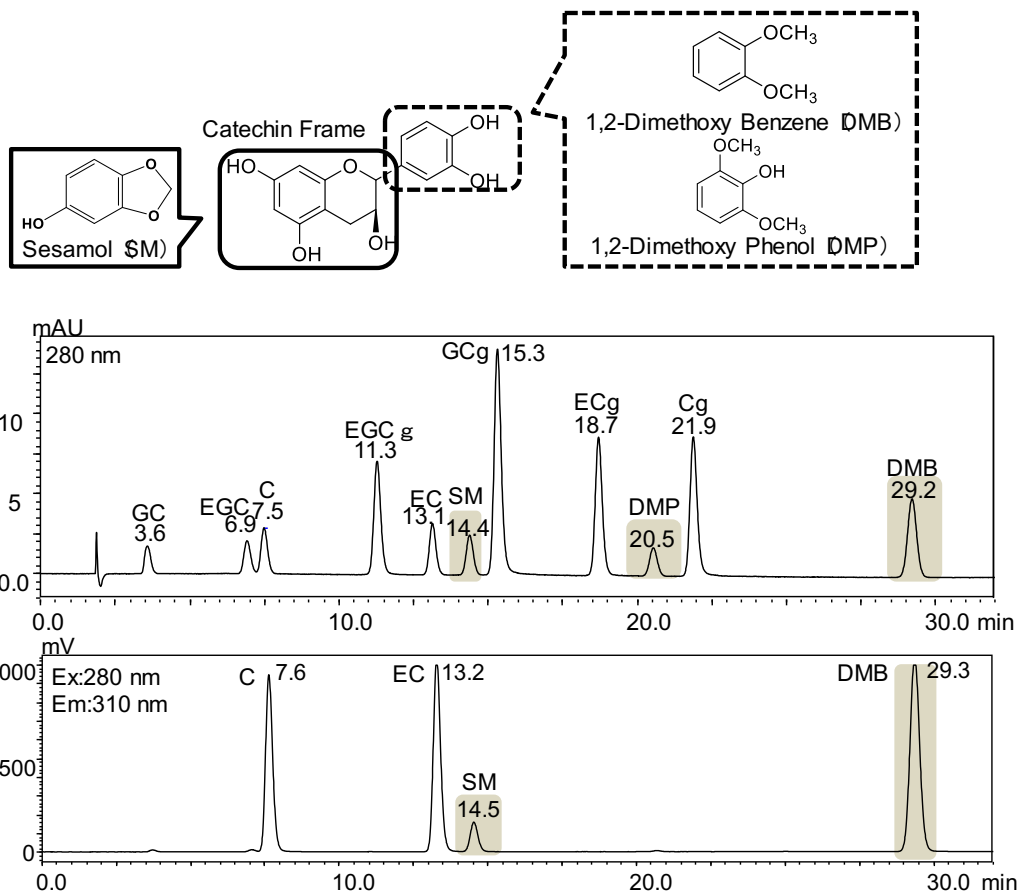 OCH3
OCH3
1,2-Dimethoxy Benzene DMB)
OCH3
OH
OCH3
1,2-Dimethoxy Phenol DMP)
Catechin Frame
OH
OH
HO
O
OH
OH
O
O
HO
Sesamol SM)
mAU
280 nm
GCg 15.3
ECg
18.7
Cg
21.9
EGCg
11.3
DMB
29.2
EGC
6.9
C
7.5
EC
13.1
SM
14.4
GC
3.6
DMP
20.5
10
5
0.0
0.0 10.0 20.0 30.0 min
mV
000
Ex:280 nm
Em:310 nm
C 7.6
EC 13.2
DMB 29.3
SM
14.5
500
0
0.0 10.0 20.0 30.0 min